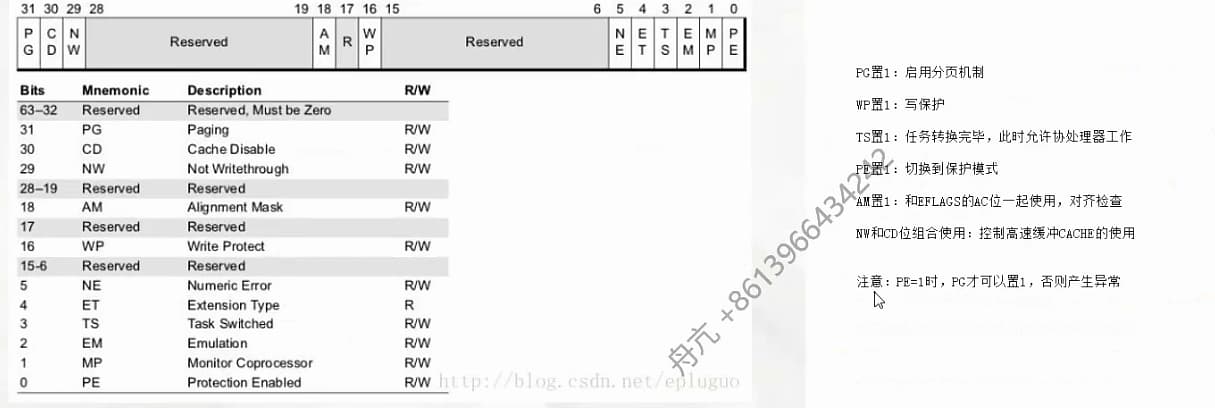 31 30 29 28 19 18 17 16 15 6 5 4 3 2 1 0
PG CD NW Reserved AM R WP Reserved NE ET TS EM MP PE
Bits Mnemonic Description R/W
63–32 Reserved Reserved, Must be Zero
31 PG Paging R/W
30 CD Cache Disable R/W
29 NW Not Writethrough R/W
28–19 Reserved Reserved
18 AM Alignment Mask R/W
17 Reserved Reserved
16 WP Write Protect R/W
15-6 Reserved Reserved
5 NE Numeric Error R/W
4 ET Extension Type R
3 TS Task Switched R/W
2 EM Emulation R/W
1 MP Monitor Coprocessor R/W
0 PE Protection Enabled R/W
http://blog.csdn.net/epluguo
PG置1：启用分页机制
WP置1：写保护
TS置1：任务转换完毕，此时允许协处理器工作
PE置1：切换到保护模式
AM置1：和EFLAGS的AC位一起使用，对齐检查
NW和CD位组合使用：控制高速缓冲CACHE的使用
注意：PE=1时，PG才可以置1，否则产生异常
舟亢 +8613966434242